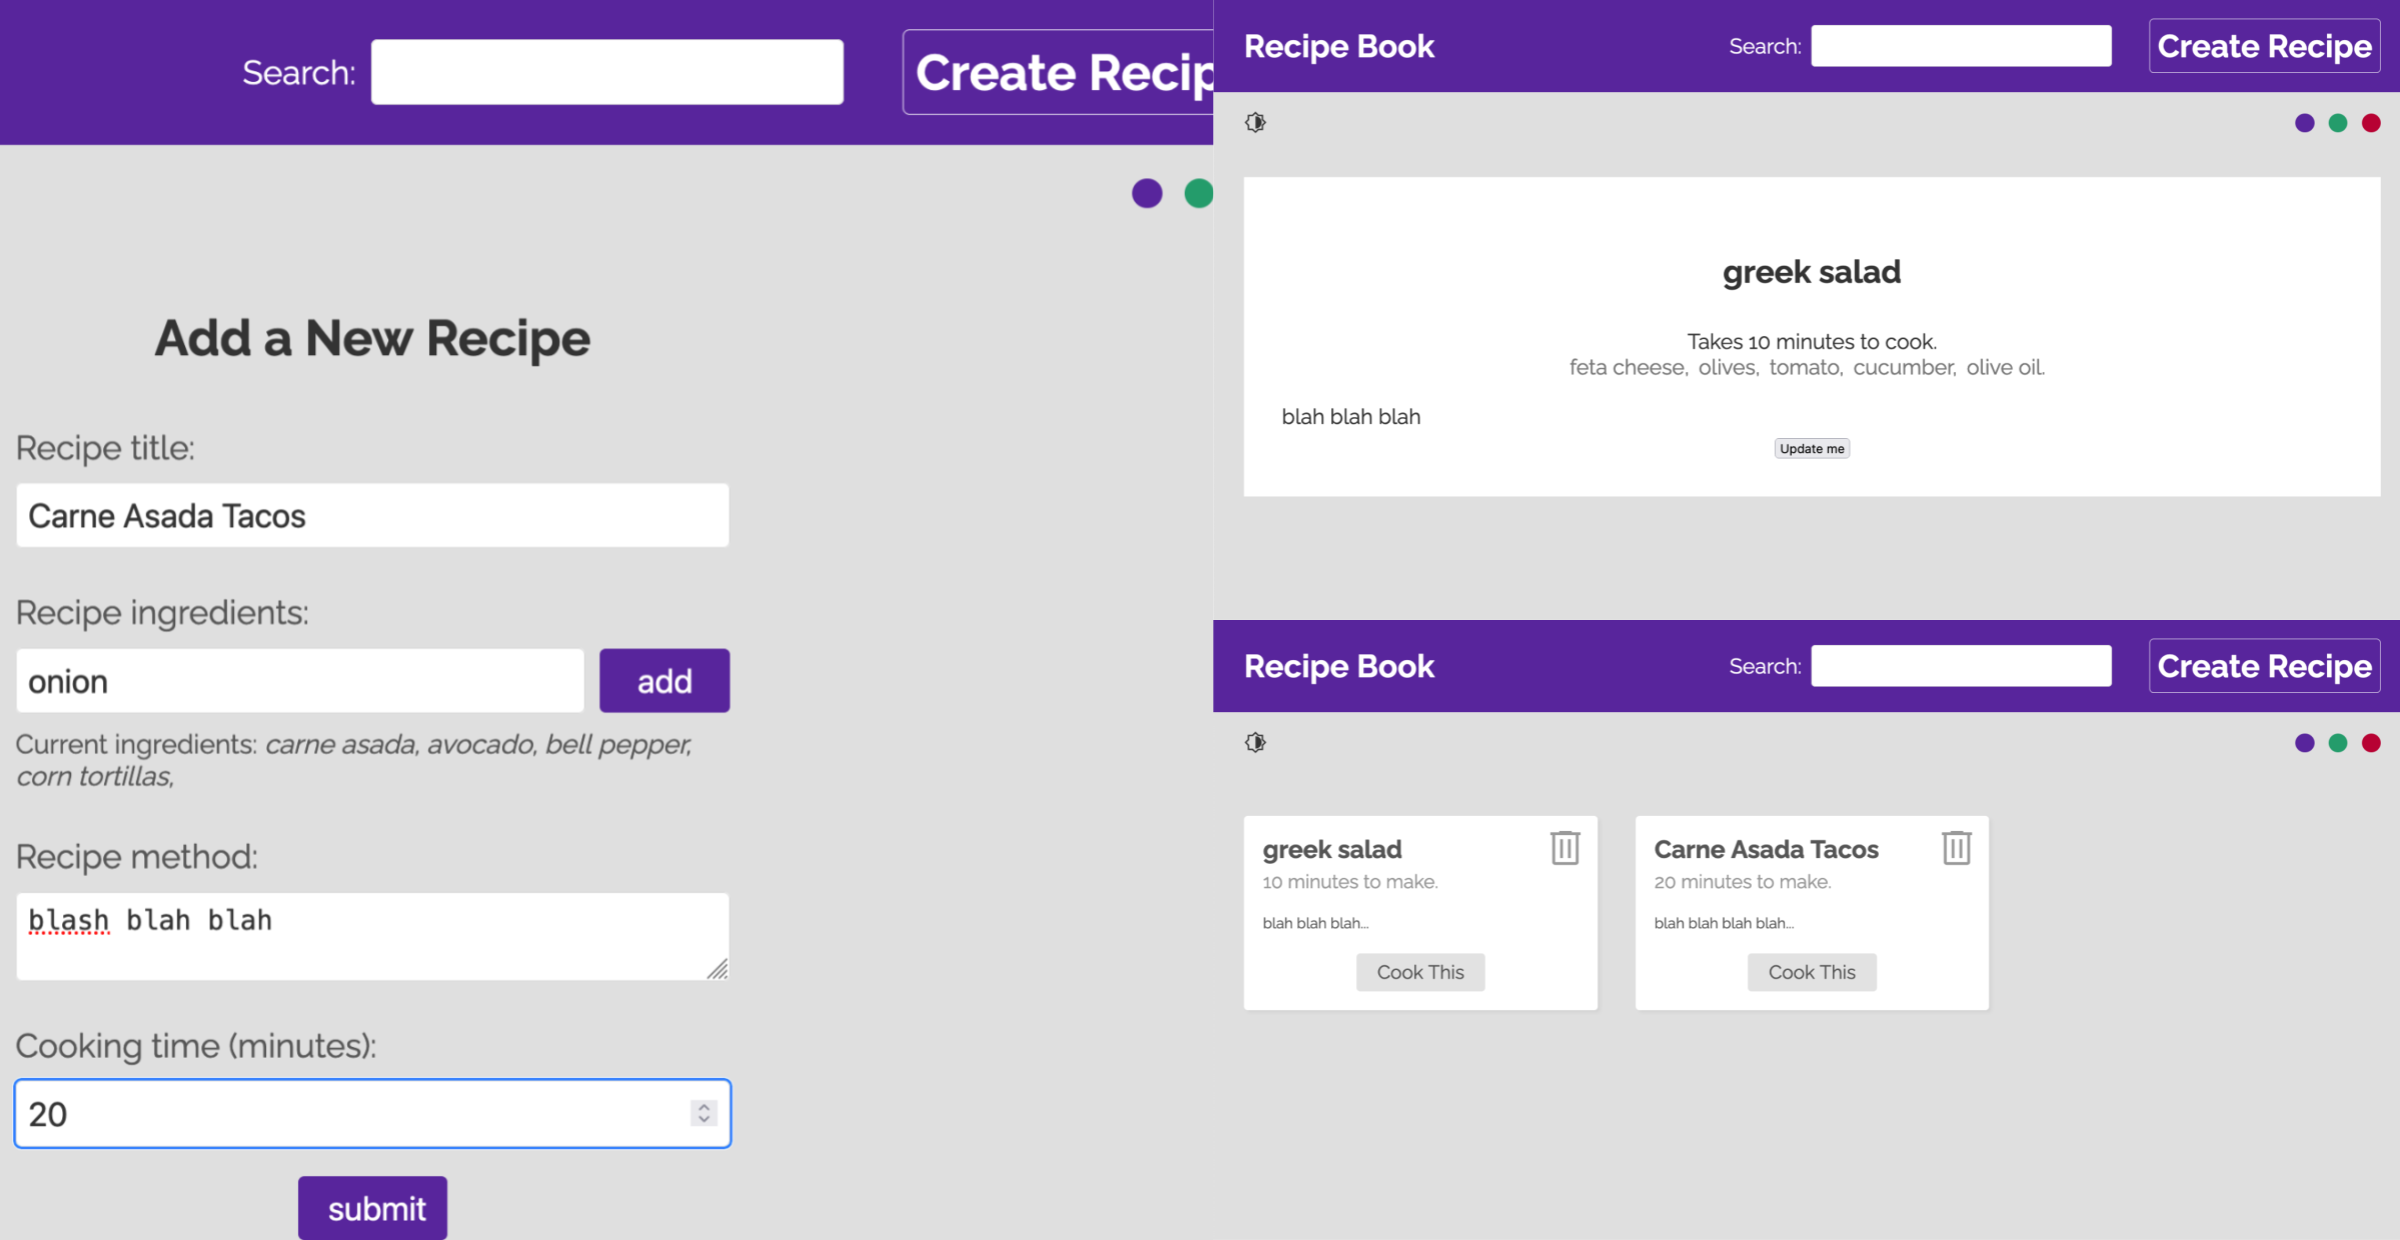 Search:
Create Recip
Add a New Recipe
Recipe title:
Carne Asada Tacos
Recipe ingredients:
onion
add
Current ingredients: carne asada, avocado, bell pepper,
corn tortillas,
Recipe method:
blash blah blah
Cooking time (minutes):
20
submit
Recipe Book
Search:
Create Recipe
greek salad
Takes 10 minutes to cook.
feta cheese, olives, tomato, cucumber, olive oil.
blah blah blah
Update me
Recipe Book
Search:
Create Recipe
greek salad
10 minutes to make.
blah blah blah...
Cook This
Carne Asada Tacos
20 minutes to make.
blah blah blah blah...
Cook This